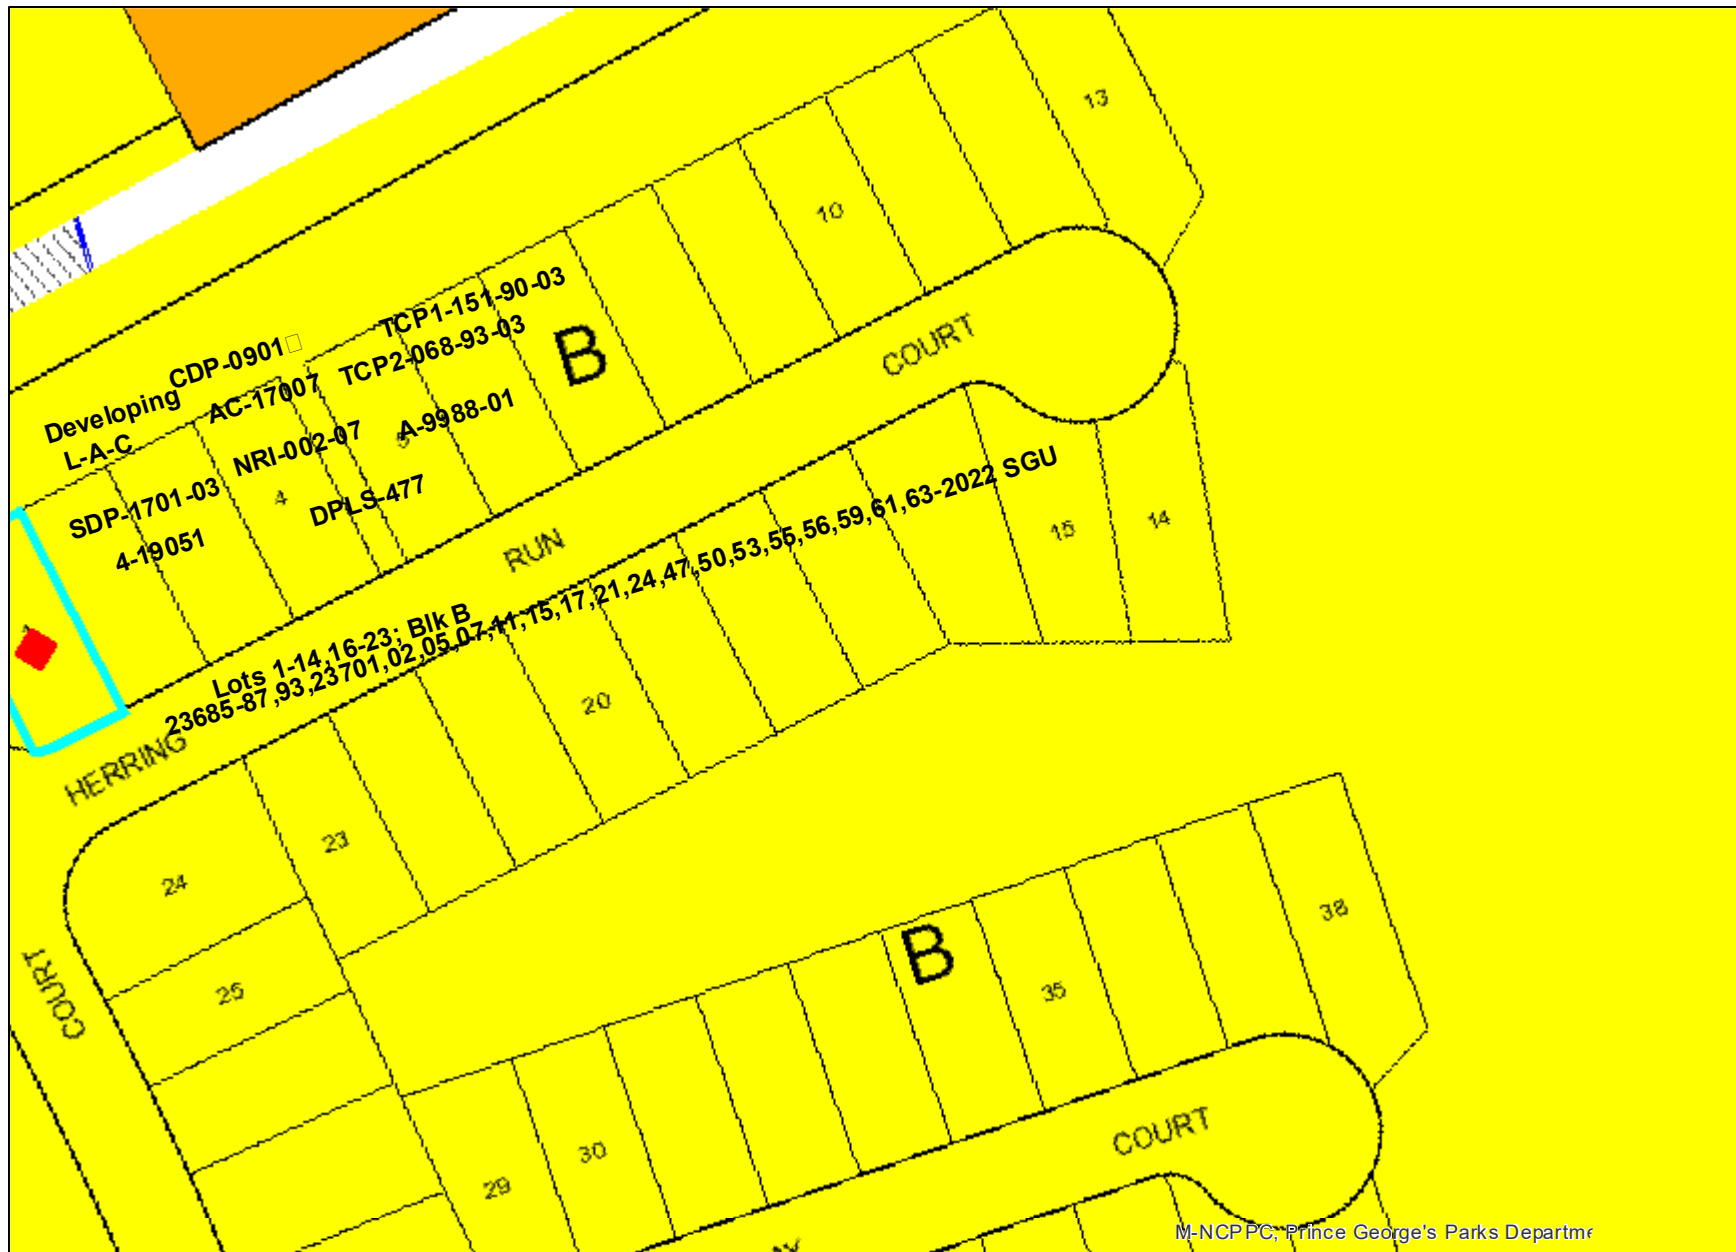 13
10
TCP1-151-90-03
CDP-0901
TCP2-068-93-03
B
COURT
Developing
AC-17007
L-A-C
NRI-002-07
A-9988-01
5
4
SDP-1701-03
DPLS-477
4-19051
RUN
15
14
1
Lots 1-14,16-23; Blk B
23685-87,93,23701,02,05,07,11,15,17,21,24,47,50,53,55,56,59,61,63-2022 SGU
20
HERRING
23
24
25
COURT
B
38
35
COURT
30
29
M-NCPPC, Prince George's Parks Departme